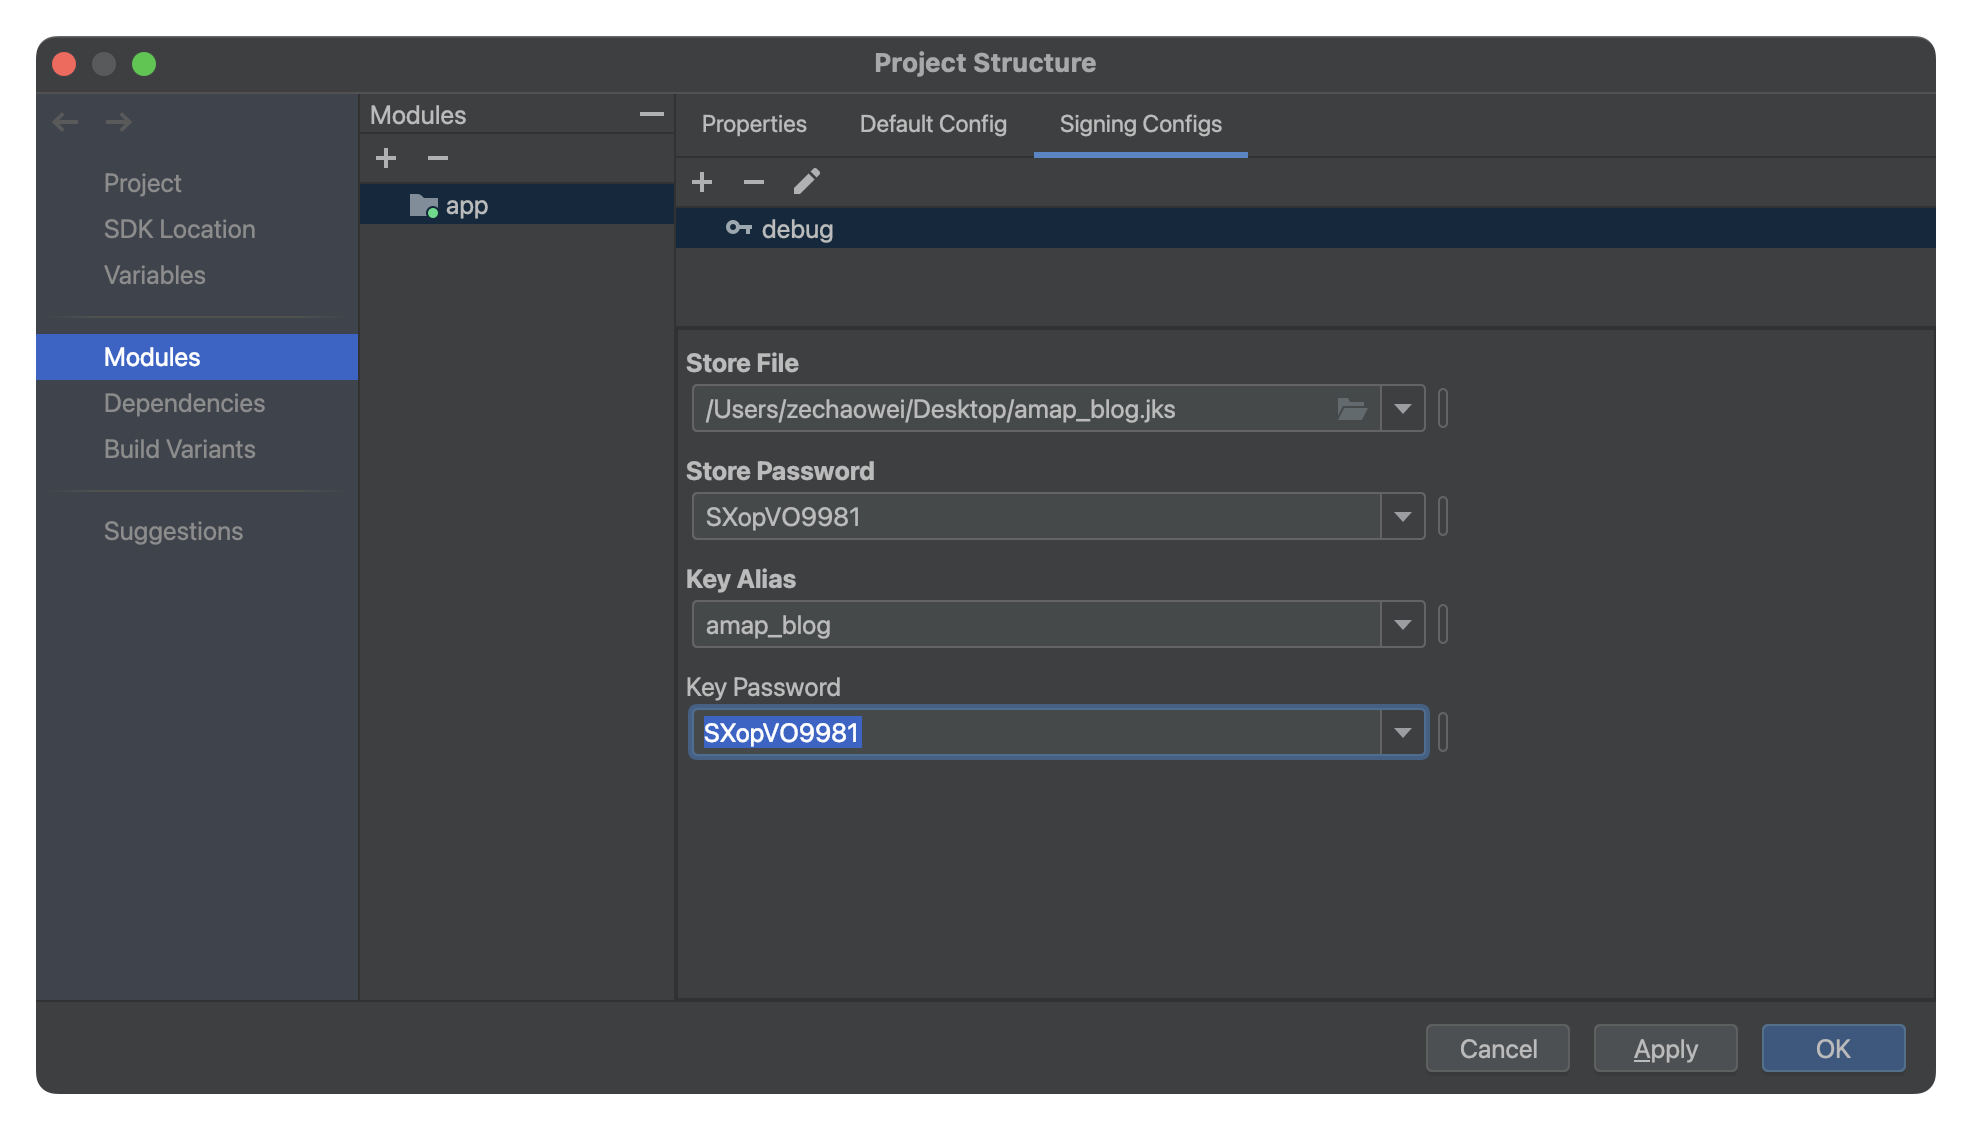 Project Structure
Project
SDK Location
Variables
Modules
Dependencies
Build Variants
Suggestions
Modules
app
Properties
Default Config
Signing Configs
debug
Store File
/Users/zechaowei/Desktop/amap_blog.jks
Store Password
SXopVO9981
Key Alias
amap_blog
Key Password
SXopVO9981
Cancel
Apply
OK